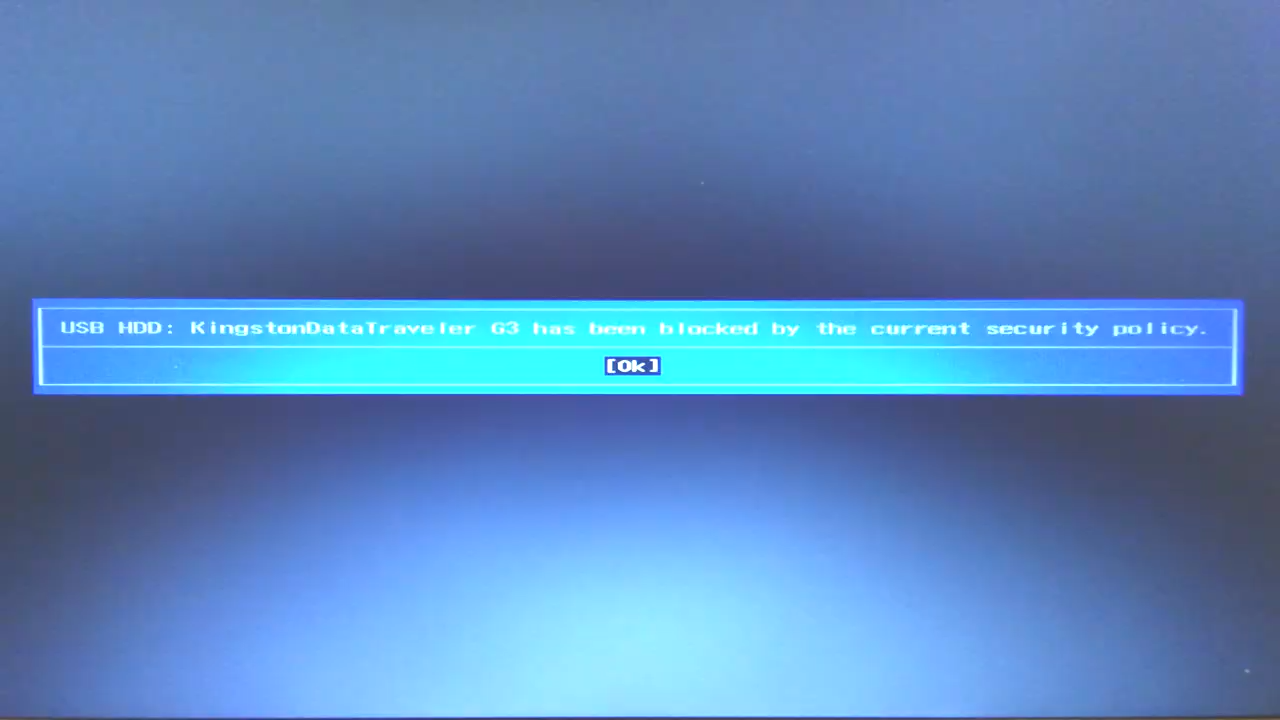 USB HDD: KingstonDataTraveler G3 has been blocked by the current security policy.
[Ok]